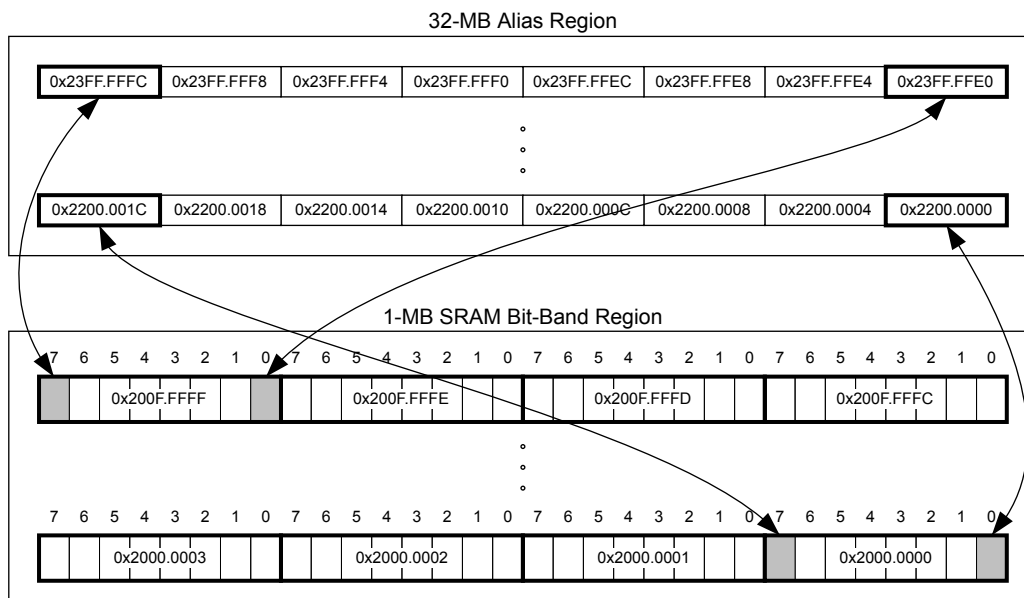 32-MB Alias Region
0x23FF.FFFC 0x23FF.FFF8 0x23FF.FFF4 0x23FF.FFF0 0x23FF.FFEC 0x23FF.FFE8 0x23FF.FFE4 0x23FF.FFE0
0x2200.001C 0x2200.0018 0x2200.0014 0x2200.0010 0x2200.000C 0x2200.0008 0x2200.0004 0x2200.0000
1-MB SRAM Bit-Band Region
7 6 5 4 3 2 1 0 7 6 5 4 3 2 1 0 7 6 5 4 3 2 1 0 7 6 5 4 3 2 1 0
0x200F.FFFF 0x200F.FFFE 0x200F.FFFD 0x200F.FFFC
7 6 5 4 3 2 1 0 7 6 5 4 3 2 1 0 7 6 5 4 3 2 1 0 7 6 5 4 3 2 1 0
0x2000.0003 0x2000.0002 0x2000.0001 0x2000.0000